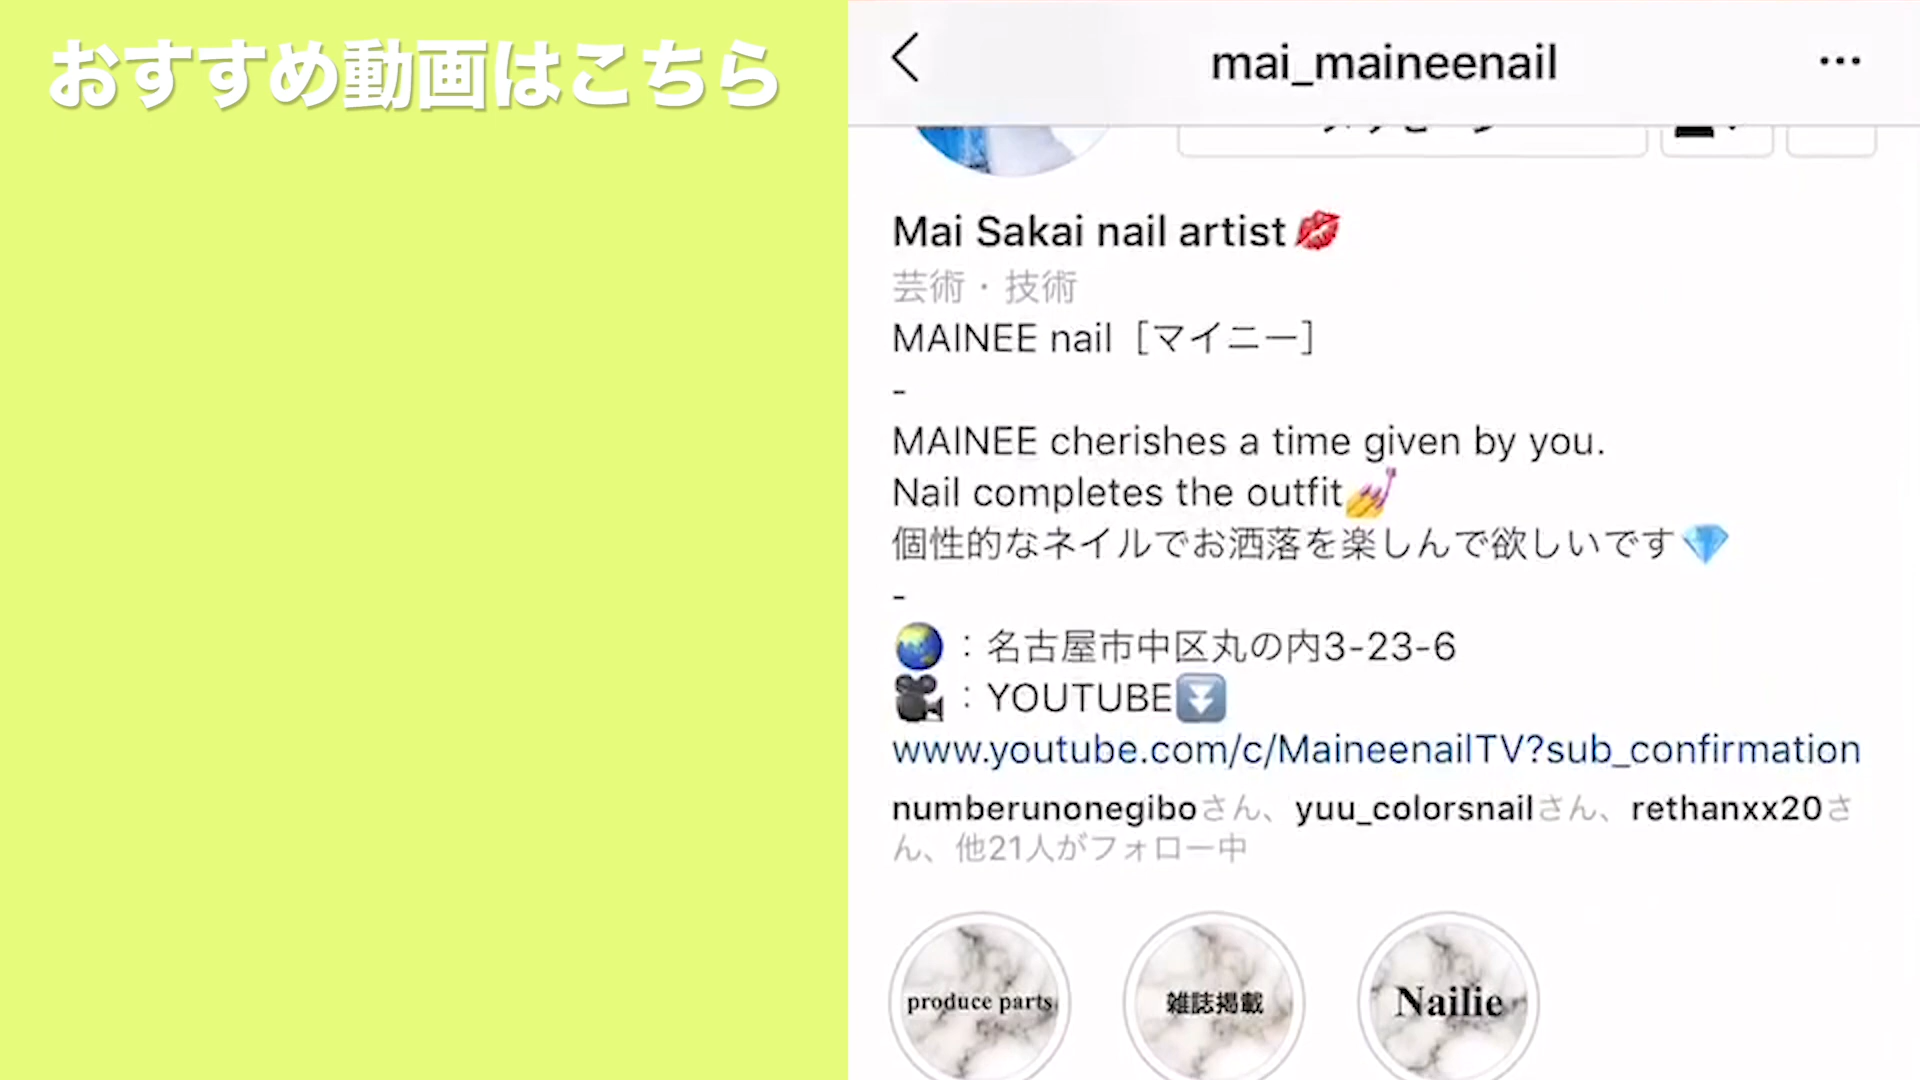 おすすめ動画はこちら
mai_maineenail
Mai Sakai nail artist💋
芸術・技術
MAINEE nail［マイニー］
-
MAINEE cherishes a time given by you.
Nail completes the outfit💅
個性的なネイルでお洒落を楽しんで欲しいです💎
-
🌏：名古屋市中区丸の内3-23-6
🎥：YOUTUBE⏬
www.youtube.com/c/MaineenailTV?sub_confirmation
numberunonegiboさん、yuu_colorsnailさん、rethanxx20さ
ん、他21人がフォロー中
produce parts
雑誌掲載
Nailie